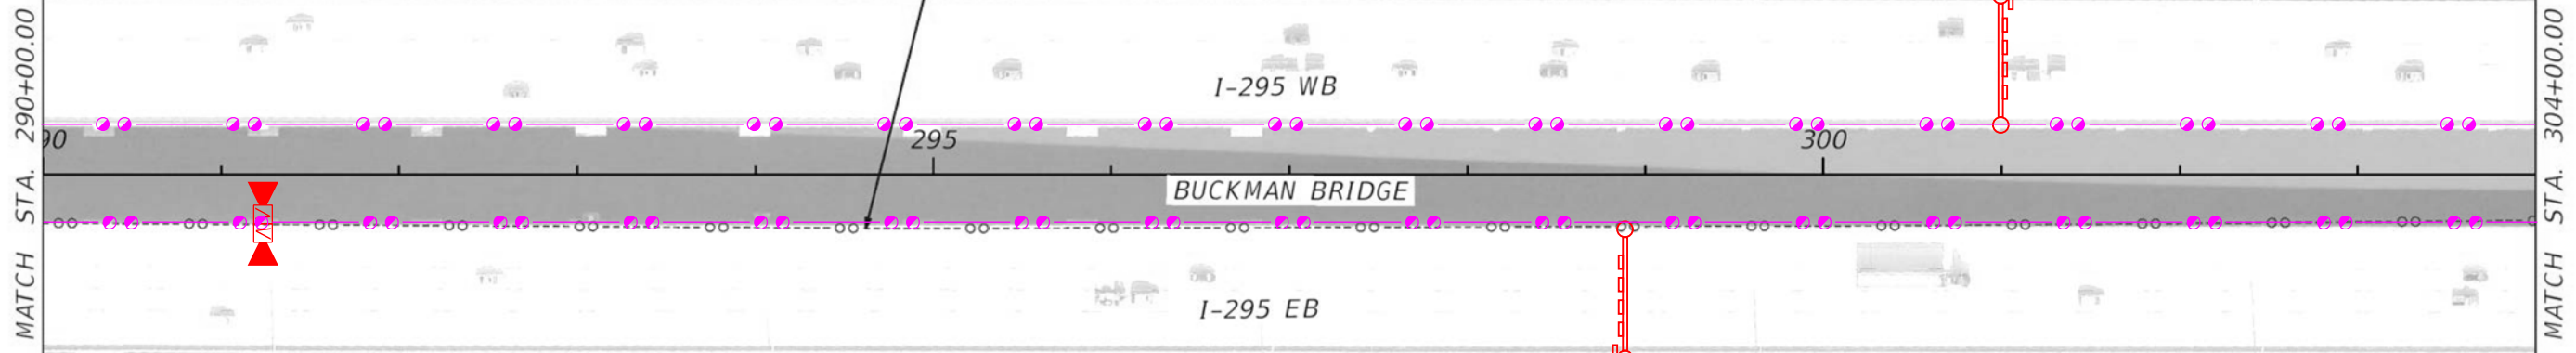 MATCH STA. 290+00.00
I-295 WB
90
295
300
BUCKMAN BRIDGE
I-295 EB
MATCH STA. 304+00.00